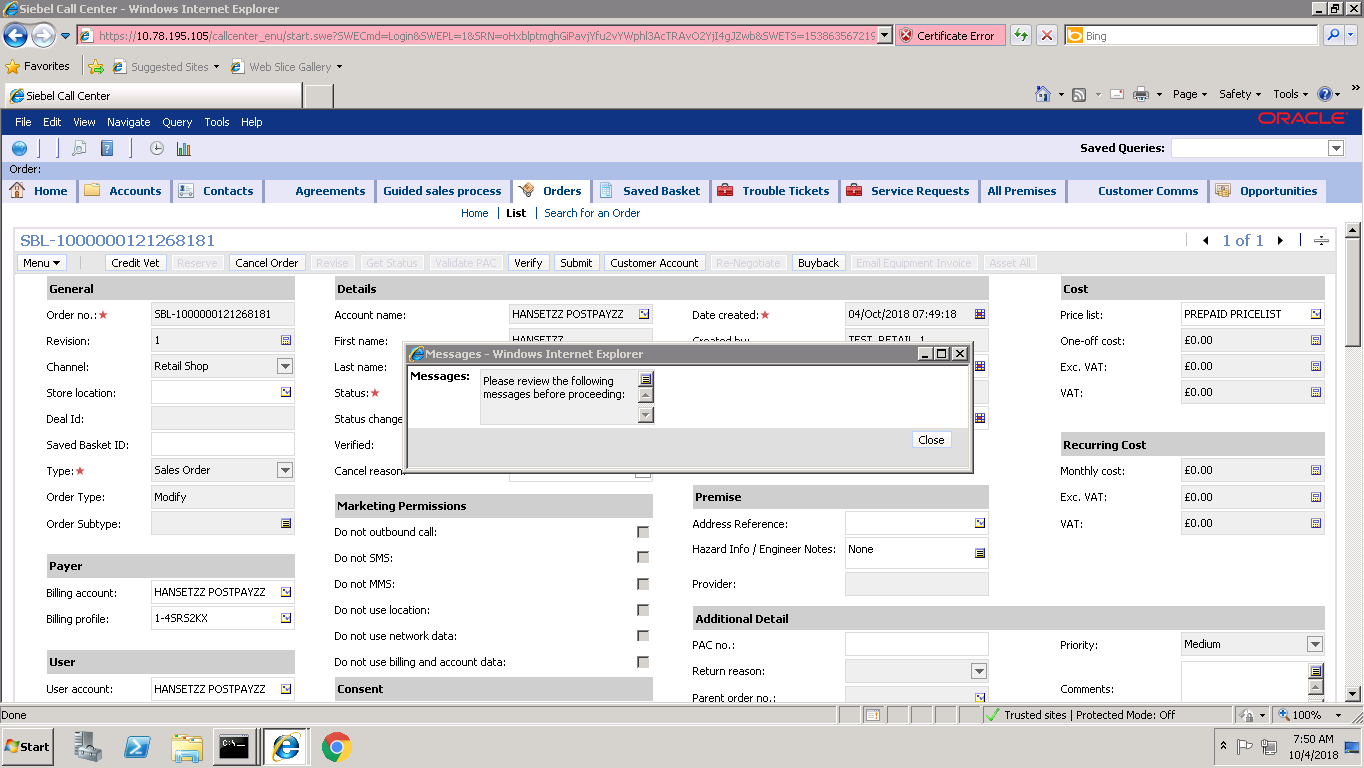 Siebel Call Center - Windows Internet Explorer
https://10.78.195.105/callcenter_enu/start.swe?SWECmd=Login&SWEPL=1&SRN=
Certificate Error
Bing
Favorites Suggested Sites Web Slice Gallery
Siebel Call Center
Page Safety Tools
File Edit View Navigate Query Tools Help
ORACLE
Saved Queries:
Order:
Home Accounts Contacts Agreements Guided sales process Orders Saved Basket Trouble Tickets Service Requests All Premises Customer Comms Opportunities
Home List Search for an Order
SBL-1000000121268181
1 of 1
Menu Credit Vet Reserve Cancel Order Revise Get Status Validate PAC Verify Submit Customer Account Re-Negotiate Buyback Email Equipment Invoice Asset All
General
Order no.:★ SBL-1000000121268181
Revision: 1
Channel: Retail Shop
Store location:
Deal Id:
Saved Basket ID:
Type:★ Sales Order
Order Type: Modify
Order Subtype:
Payer
Billing account: HANSETZZ POSTPAYZZ
Billing profile: 1-4SRS2KX
User
User account: HANSETZZ POSTPAYZZ
Details
Account name: HANSETZZ POSTPAYZZ
First name: HANSETZZ
Last name:
Status:★
Status change
Verified:
Cancel reason:
Date created:★ 04/Oct/2018 07:49:18
Created by: TEST_RETAIL_1
Messages - Windows Internet Explorer
Messages: Please review the following
messages before proceeding:
Close
Marketing Permissions
Do not outbound call:
Do not SMS:
Do not MMS:
Do not use location:
Do not use network data:
Do not use billing and account data:
Consent
Premise
Address Reference:
Hazard Info / Engineer Notes: None
Provider:
Additional Detail
PAC no.:
Return reason:
Parent order no.:
Priority: Medium
Comments:
Cost
Price list: PREPAID PRICELIST
One-off cost: £0.00
Exc. VAT: £0.00
VAT: £0.00
Recurring Cost
Monthly cost: £0.00
Exc. VAT: £0.00
VAT: £0.00
Done
Trusted sites | Protected Mode: Off
100%
Start
C:\
7:50 AM
10/4/2018